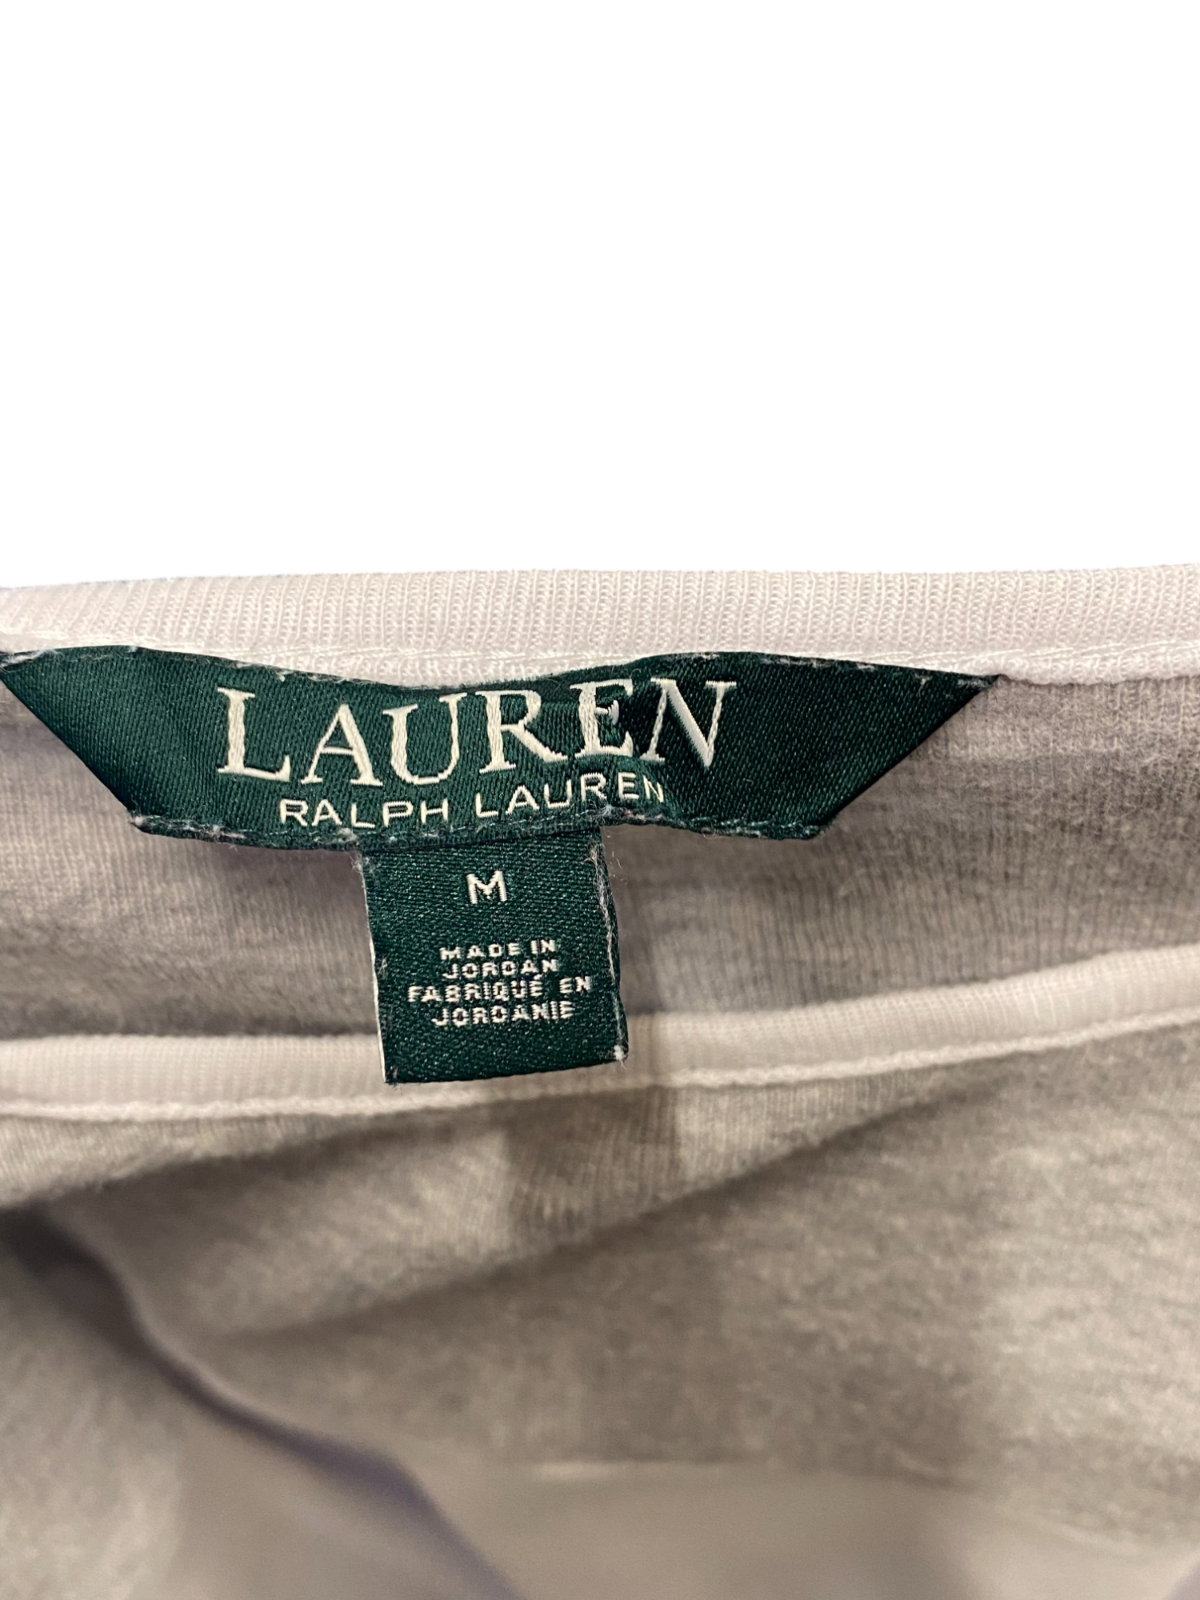 LAUREN
RALPH LAUREN
M
MADE IN
JORDAN
FABRIQUÉ EN
JORDANIE